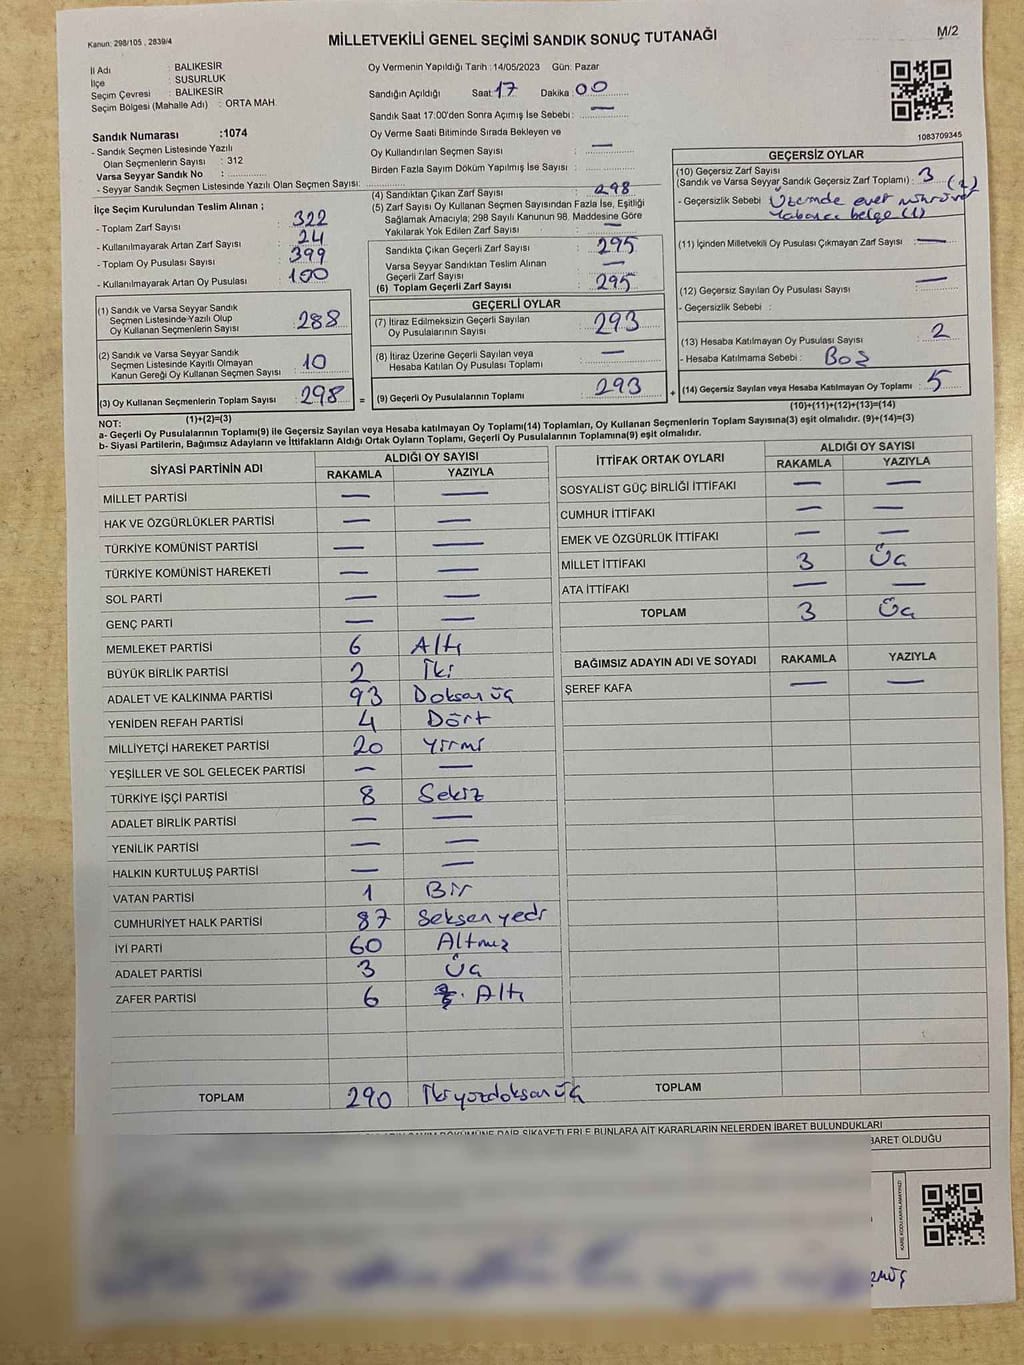 Kanun: 298/105 , 2839/4
MİLLETVEKİLİ GENEL SEÇİMİ SANDIK SONUÇ TUTANAĞI
M/2
İl Adı : BALIKESİR
İlçe : SUSURLUK
Seçim Çevresi : BALIKESİR
Seçim Bölgesi (Mahalle Adı) : ORTA MAH.
Sandık Numarası :1074
- Sandık Seçmen Listesinde Yazılı
Olan Seçmenlerin Sayısı : 312
Varsa Seyyar Sandık No :
- Seyyar Sandık Seçmen Listesinde Yazılı Olan Seçmen Sayısı:
Oy Vermenin Yapıldığı Tarih :14/05/2023 Gün: Pazar
Sandığın Açıldığı Saat: 17 Dakika: 00
Sandık Saat 17:00'den Sonra Açımış İse Sebebi: —
Oy Verme Saati Bitiminde Sırada Bekleyen ve
Oy Kullandırılan Seçmen Sayısı : —
Birden Fazla Sayım Döküm Yapılmış İse Sayısı :
1083709345
İlçe Seçim Kurulundan Teslim Alınan ;
- Toplam Zarf Sayısı : 322
- Kullanılmayarak Artan Zarf Sayısı : 24
- Toplam Oy Pusulası Sayısı : 399
- Kullanılmayarak Artan Oy Pusulası : 100
(1) Sandık ve Varsa Seyyar Sandık
Seçmen Listesinde Yazılı Olup
Oy Kullanan Seçmenlerin Sayısı : 288
(2) Sandık ve Varsa Seyyar Sandık
Seçmen Listesinde Kayıtlı Olmayan
Kanun Gereği Oy Kullanan Seçmen Sayısı : 10
(3) Oy Kullanan Seçmenlerin Toplam Sayısı : 298 =
(1)+(2)=(3)
(4) Sandıktan Çıkan Zarf Sayısı : 298
(5) Zarf Sayısı Oy Kullanan Seçmen Sayısından Fazla İse, Eşitliği
Sağlamak Amacıyla; 298 Sayılı Kanunun 98. Maddesine Göre
Yakılarak Yok Edilen Zarf Sayısı : —
Sandıkta Çıkan Geçerli Zarf Sayısı : 295
Varsa Seyyar Sandıktan Teslim Alınan
Geçerli Zarf Sayısı : —
(6) Toplam Geçerli Zarf Sayısı : 295
GEÇERLİ OYLAR
(7) İtiraz Edilmeksizin Geçerli Sayılan
Oy Pusulalarının Sayısı : 293
(8) İtiraz Üzerine Geçerli Sayılan veya
Hesaba Katılan Oy Pusulası Toplamı : —
(9) Geçerli Oy Pusulalarının Toplamı : 293 +
GEÇERSİZ OYLAR
(10) Geçersiz Zarf Sayısı
(Sandık ve Varsa Seyyar Sandık Geçersiz Zarf Toplamı) : 3
- Geçersizlik Sebebi : Üzerinde evet mührü var (2)
Yabancı belge (1)
(11) İçinden Milletvekili Oy Pusulası Çıkmayan Zarf Sayısı : —
(12) Geçersiz Sayılan Oy Pusulası Sayısı : —
- Geçersizlik Sebebi :
(13) Hesaba Katılmayan Oy Pusulası Sayısı : 2
- Hesaba Katılmama Sebebi : Boş
(14) Geçersiz Sayılan veya Hesaba Katılmayan Oy Toplamı : 5
(10)+(11)+(12)+(13)=(14)
NOT:
a- Geçerli Oy Pusulalarının Toplamı(9) ile Geçersiz Sayılan veya Hesaba katılmayan Oy Toplamı(14) Toplamları, Oy Kullanan Seçmenlerin Toplam Sayısına(3) eşit olmalıdır. (9)+(14)=(3)
b- Siyasi Partilerin, Bağımsız Adayların ve İttifakların Aldığı Ortak Oyların Toplamı, Geçerli Oy Pusulalarının Toplamına(9) eşit olmalıdır.
SİYASİ PARTİNİN ADI ALDIĞI OY SAYISI
RAKAMLA YAZIYLA
MİLLET PARTİSİ — —
HAK VE ÖZGÜRLÜKLER PARTİSİ — —
TÜRKİYE KOMÜNİST PARTİSİ — —
TÜRKİYE KOMÜNİST HAREKETİ — —
SOL PARTİ — —
GENÇ PARTİ — —
MEMLEKET PARTİSİ 6 Altı
BÜYÜK BİRLİK PARTİSİ 2 İki
ADALET VE KALKINMA PARTİSİ 93 Doksan üç
YENİDEN REFAH PARTİSİ 4 Dört
MİLLİYETÇİ HAREKET PARTİSİ 20 Yirmi
YEŞİLLER VE SOL GELECEK PARTİSİ — —
TÜRKİYE İŞÇİ PARTİSİ 8 Sekiz
ADALET BİRLİK PARTİSİ — —
YENİLİK PARTİSİ — —
HALKIN KURTULUŞ PARTİSİ — —
VATAN PARTİSİ 1 Bir
CUMHURİYET HALK PARTİSİ 87 Seksen yedi
İYİ PARTİ 60 Altmış
ADALET PARTİSİ 3 Üç
ZAFER PARTİSİ 6 Altı
TOPLAM 290 İkiyüzdoksan üç
İTTİFAK ORTAK OYLARI ALDIĞI OY SAYISI
RAKAMLA YAZIYLA
SOSYALİST GÜÇ BİRLİĞİ İTTİFAKI — —
CUMHUR İTTİFAKI — —
EMEK VE ÖZGÜRLÜK İTTİFAKI — —
MİLLET İTTİFAKI 3 Üç
ATA İTTİFAKI — —
TOPLAM 3 Üç
BAĞIMSIZ ADAYIN ADI VE SOYADI RAKAMLA YAZIYLA
ŞEREF KAFA — —
TOPLAM
DAİR ŞİKAYETLERLE BUNLARA AİT KARARLARIN NELERDEN İBARET BULUNDUKLARI
BARET OLDUĞU
KARE KODU KARALAMAYINIZ!